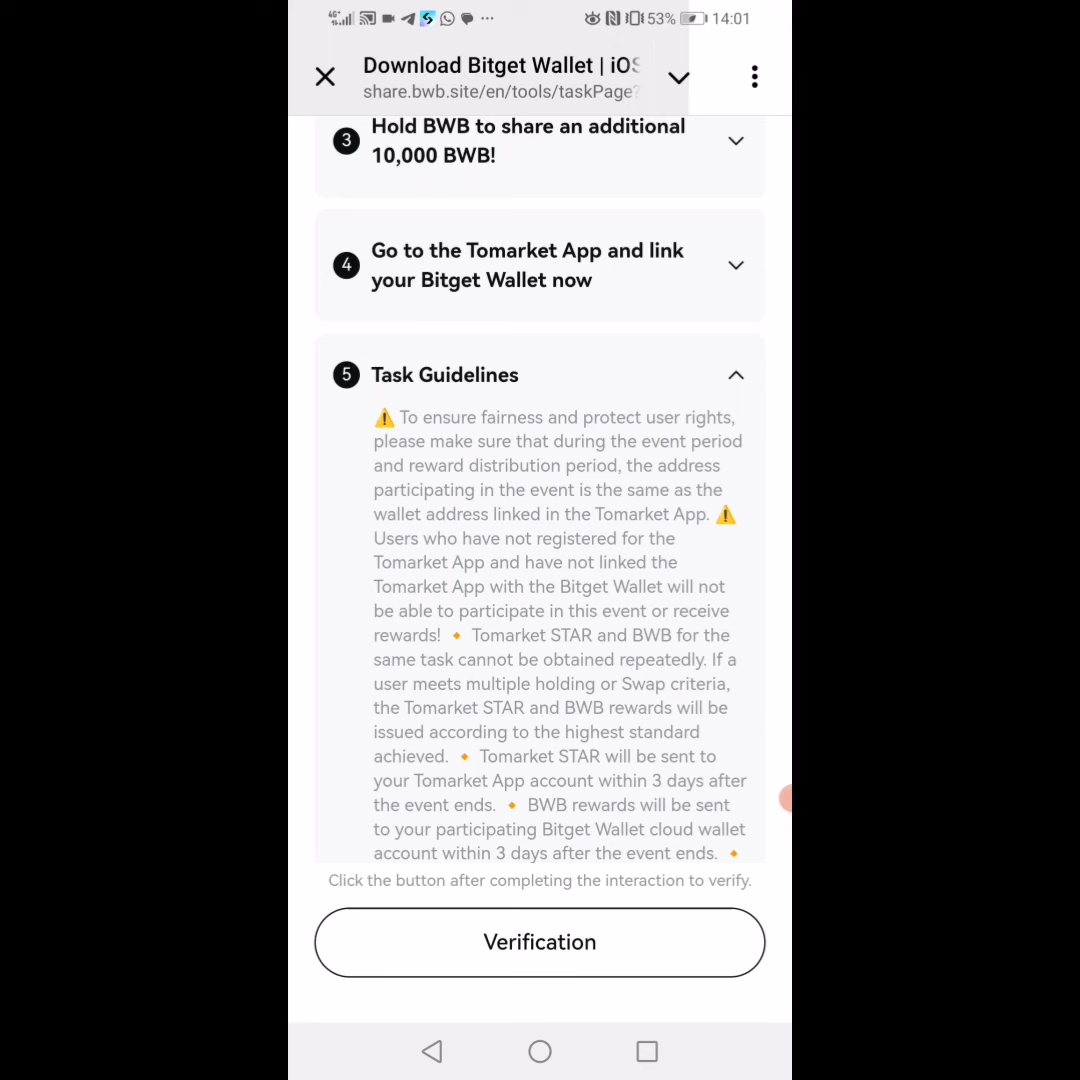 4G+
53%
14:01
Download Bitget Wallet | iOS
share.bwb.site/en/tools/taskPage?
3
Hold BWB to share an additional
10,000 BWB!
4
Go to the Tomarket App and link
your Bitget Wallet now
5
Task Guidelines
⚠️ To ensure fairness and protect user rights,
please make sure that during the event period
and reward distribution period, the address
participating in the event is the same as the
wallet address linked in the Tomarket App. ⚠️
Users who have not registered for the
Tomarket App and have not linked the
Tomarket App with the Bitget Wallet will not
be able to participate in this event or receive
rewards! 🔸 Tomarket STAR and BWB for the
same task cannot be obtained repeatedly. If a
user meets multiple holding or Swap criteria,
the Tomarket STAR and BWB rewards will be
issued according to the highest standard
achieved. 🔸 Tomarket STAR will be sent to
your Tomarket App account within 3 days after
the event ends. 🔸 BWB rewards will be sent
to your participating Bitget Wallet cloud wallet
account within 3 days after the event ends. 🔸
Click the button after completing the interaction to verify.
Verification